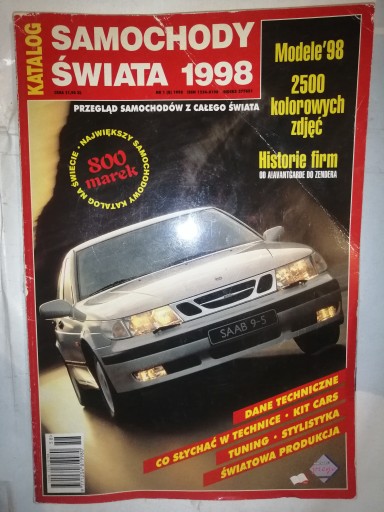 KATALOG
SAMOCHODY
ŚWIATA 1998
PRZEGLĄD SAMOCHODÓW Z CAŁEGO ŚWIATA
Modele'98
2500
kolorowych
zdjęć
Historie firm
OD A(AVANTGARDE DO ZENDERA
NAJWIĘKSZY SAMOCHODOWY KATALOG NA ŚWIECIE
800
marek
SAAB 9-5
DANE TECHNICZNE
CO SŁYCHAĆ W TECHNICE · KIT CARS
TUNING · STYLISTYKA
ŚWIATOWA PRODUKCJA